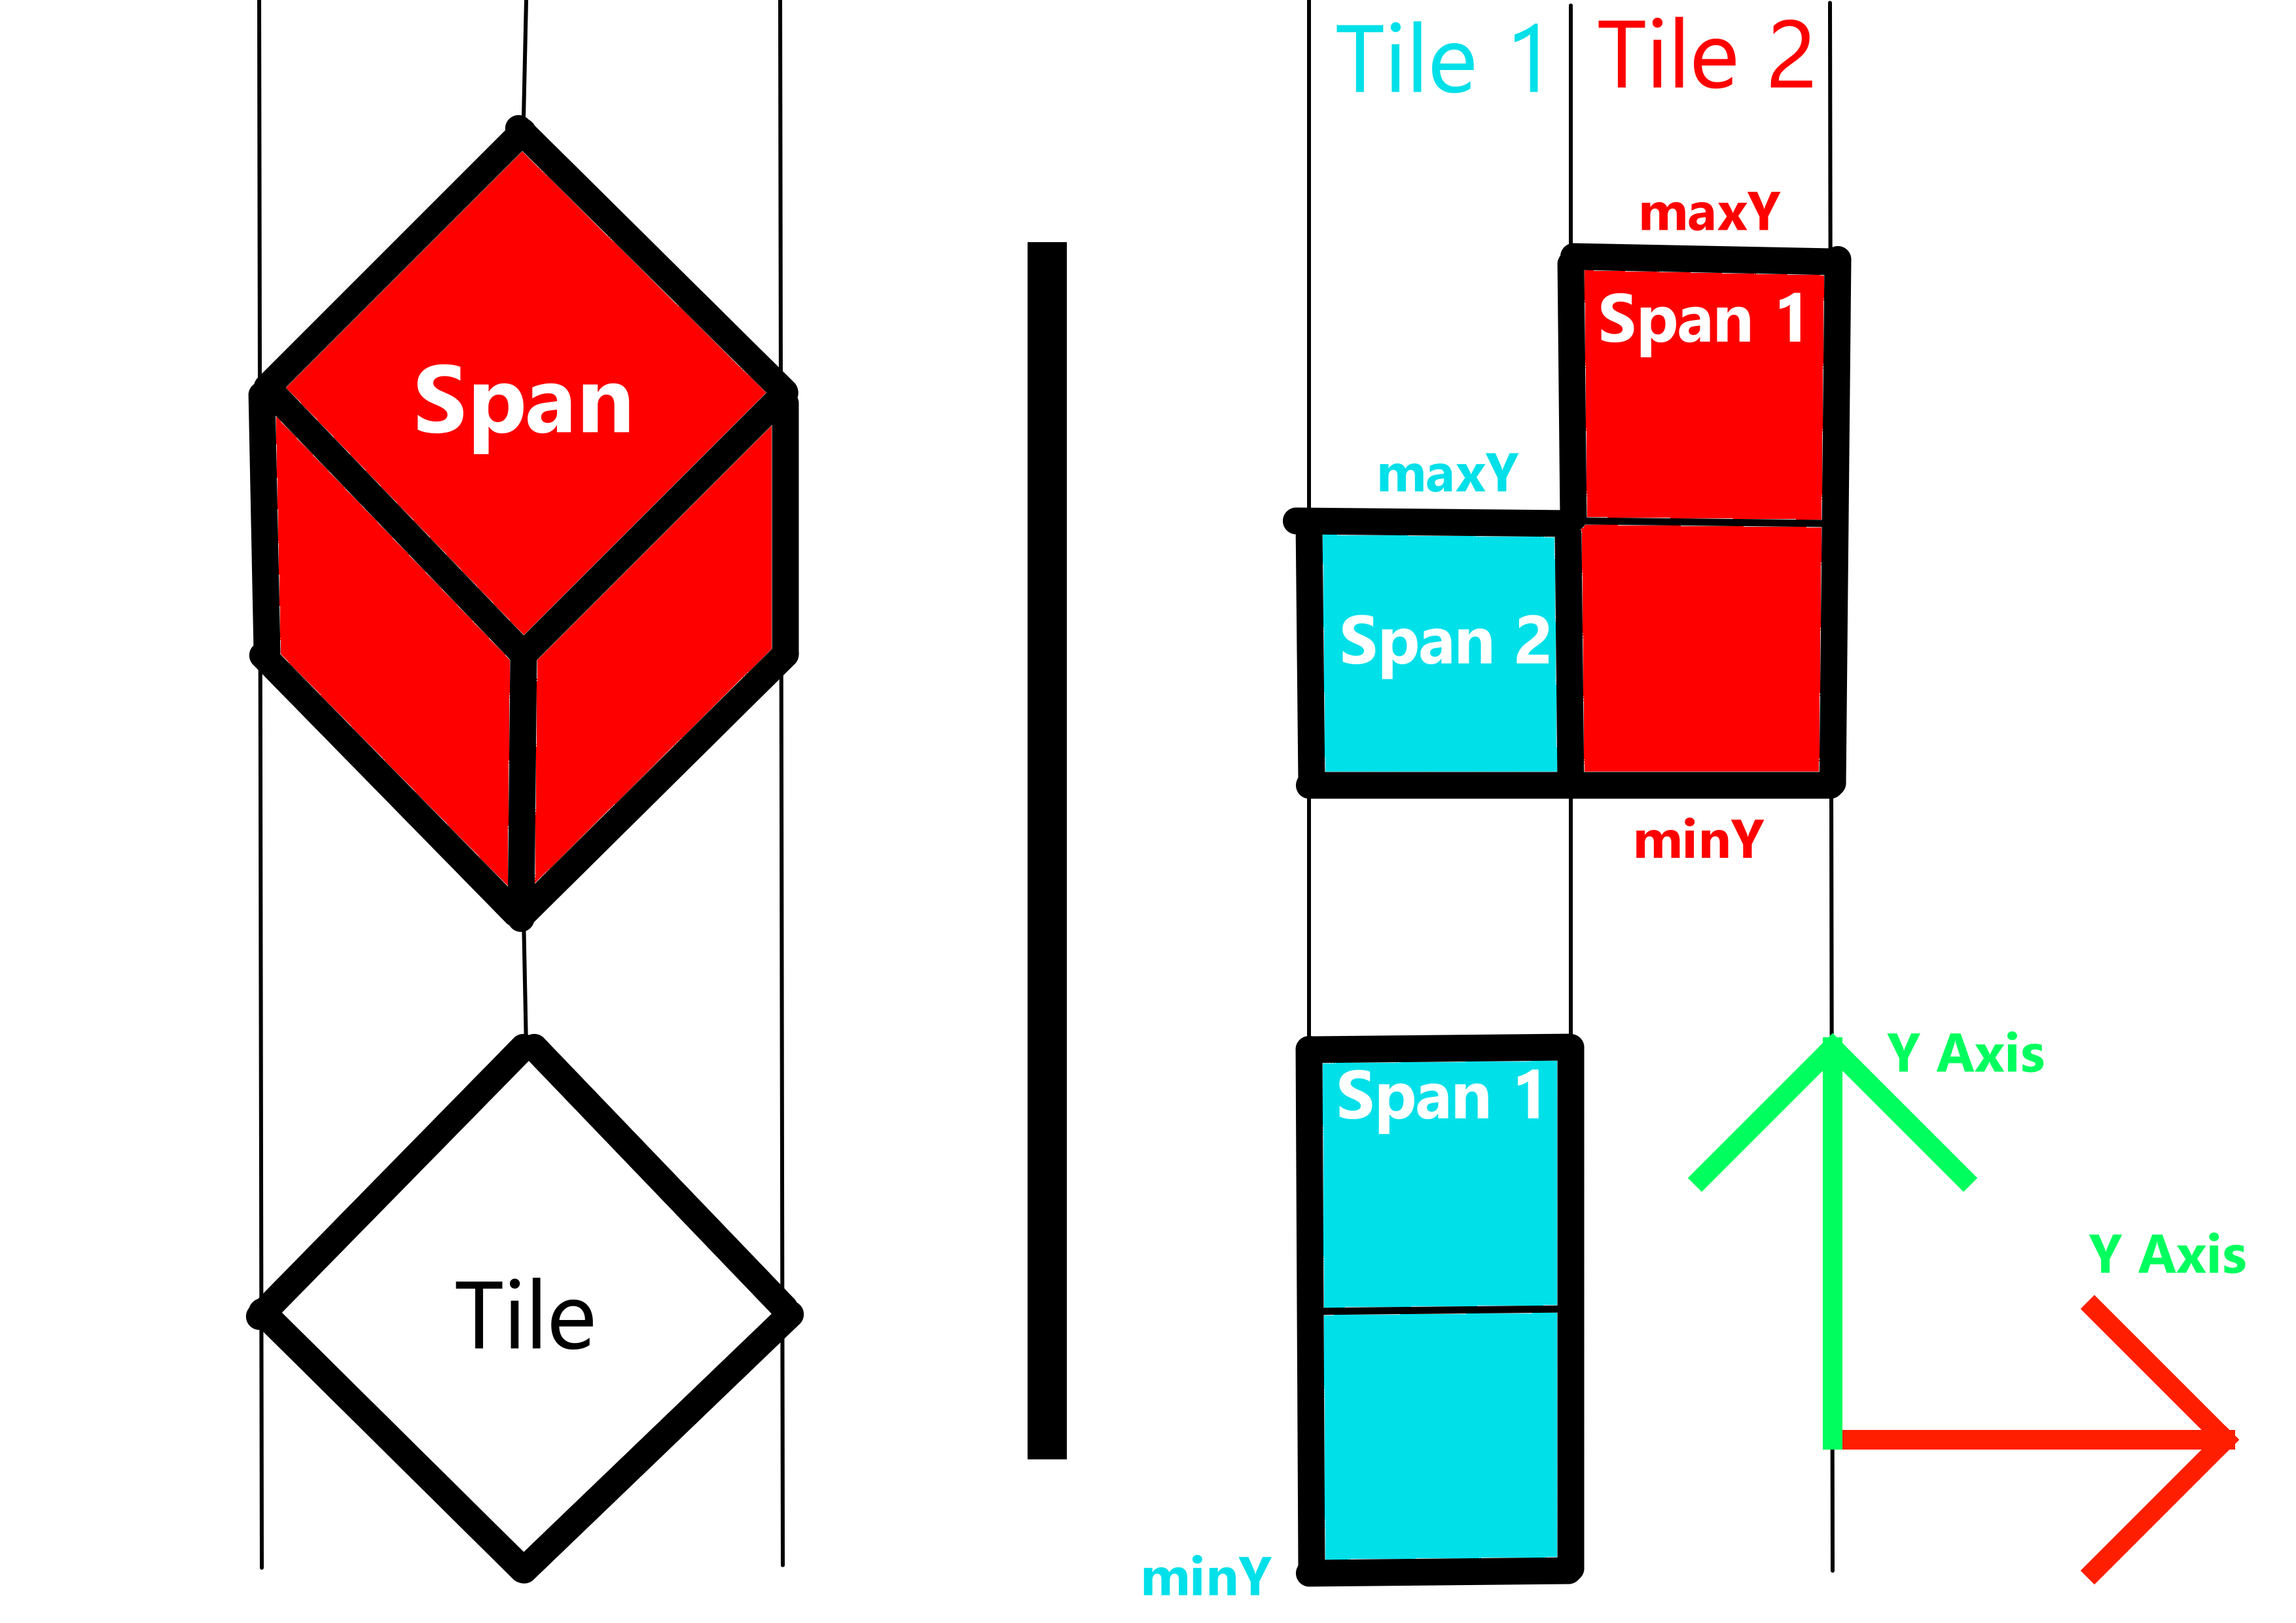 Span
Tile
Tile 1
Tile 2
maxY
Span 1
maxY
Span 2
minY
Span 1
minY
Y Axis
Y Axis